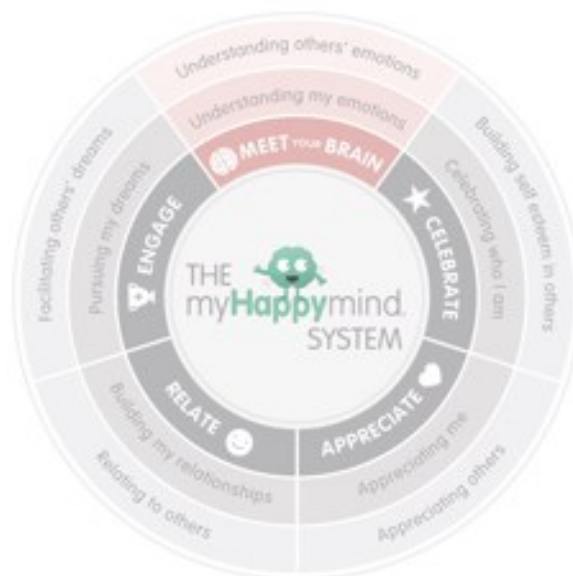 Understanding others' emotions
Understanding my emotions
MEET YOUR BRAIN
Building self esteem in others
Celebrating who I am
CELEBRATE
Appreciating others
Appreciating me
APPRECIATE
Relating to others
Building my relationships
RELATE
Facilitating others' dreams
Pursuing my dreams
ENGAGE
THE
myHappymind.
SYSTEM